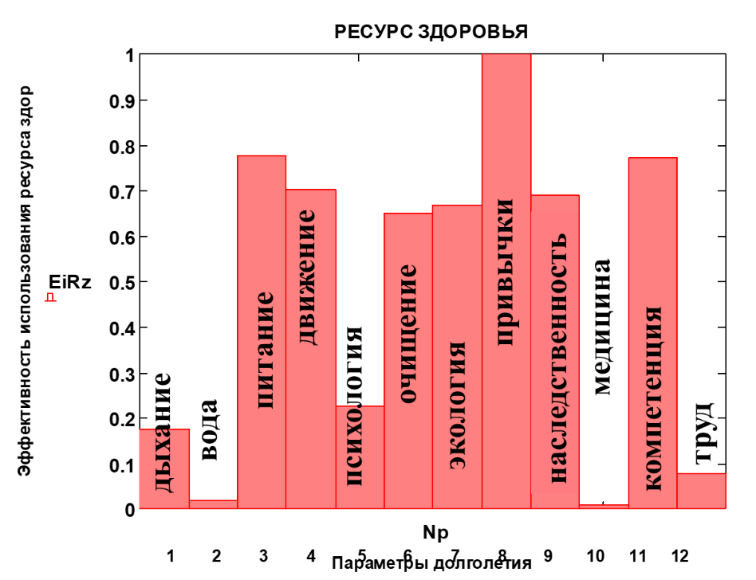 РЕСУРС ЗДОРОВЬЯ
Эффективность использования ресурса здор
EiRz
n
1
0.9
0.8
0.7
0.6
0.5
0.4
0.3
0.2
0.1
0
дыхание
вода
питание
движение
психология
очищение
экология
привычки
наследственность
медицина
компетенция
труд
Np
1 2 3 4 5 6 7 8 9 10 11 12
Параметры долголетия